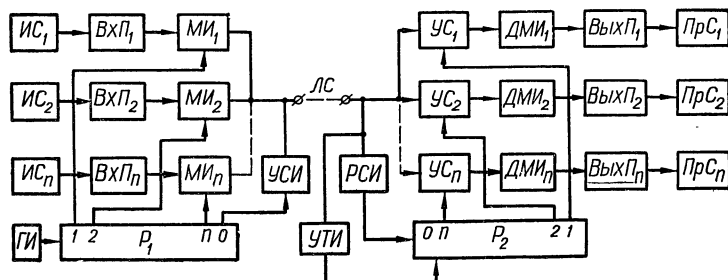 ИС₁ ВхП₁ МИ₁ УС₁ ДМИ₁ ВыхП₁ ПрС₁
ЛС
ИС₂ ВхП₂ МИ₂ УС₂ ДМИ₂ ВыхП₂ ПрС₂
ИСₙ ВхПₙ МИₙ УСИ РСИ УСₙ ДМИₙ ВыхПₙ ПрСₙ
ГИ 1 2 Р₁ п 0 УТИ 0 п Р₂ 2 1